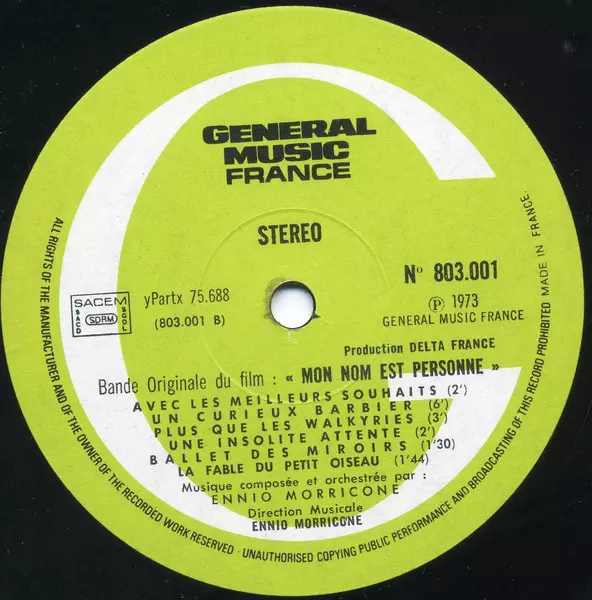 GENERAL
MUSIC
FRANCE
STEREO
SACEM
SACD
SDRM
SGDL
yPartx 75.688
(803.001 B)
N° 803.001
Ⓟ 1973
GENERAL MUSIC FRANCE
Production DELTA FRANCE
Bande Originale du film : « MON NOM EST PERSONNE »
AVEC LES MEILLEURS SOUHAITS (2')
UN CURIEUX BARBIER (6')
PLUS QUE LES WALKYRIES (3')
UNE INSOLITE ATTENTE (2')
BALLET DES MIROIRS (1'30)
LA FABLE DU PETIT OISEAU (1'44)
Musique composée et orchestrée par :
ENNIO MORRICONE
Direction Musicale
ENNIO MORRICONE
ALL RIGHTS OF THE MANUFACTURER AND OF THE OWNER OF THE RECORDED WORK RESERVED · UNAUTHORISED COPYING PUBLIC PERFORMANCE AND BROADCASTING OF THIS RECORD PROHIBITED MADE IN FRANCE.